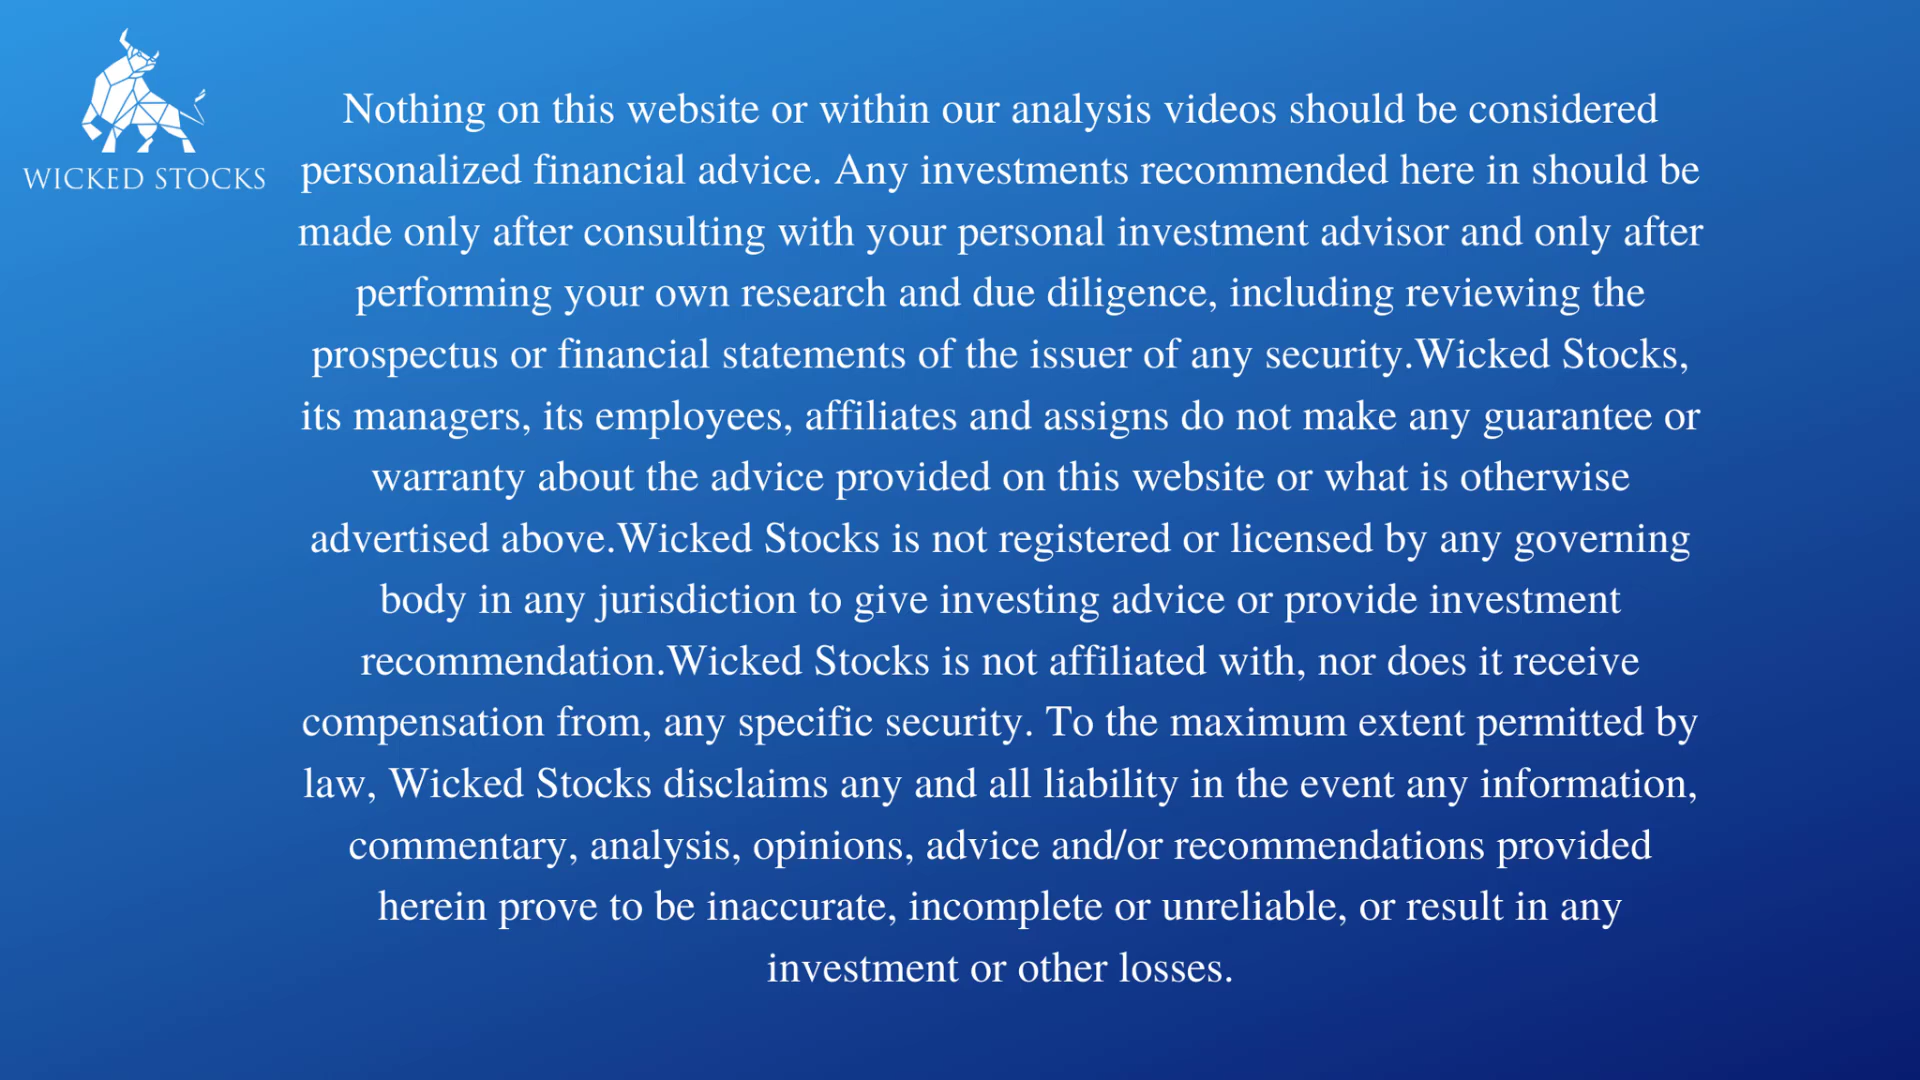 WICKED STOCKS
Nothing on this website or within our analysis videos should be considered
personalized financial advice. Any investments recommended here in should be
made only after consulting with your personal investment advisor and only after
performing your own research and due diligence, including reviewing the
prospectus or financial statements of the issuer of any security.Wicked Stocks,
its managers, its employees, affiliates and assigns do not make any guarantee or
warranty about the advice provided on this website or what is otherwise
advertised above.Wicked Stocks is not registered or licensed by any governing
body in any jurisdiction to give investing advice or provide investment
recommendation.Wicked Stocks is not affiliated with, nor does it receive
compensation from, any specific security. To the maximum extent permitted by
law, Wicked Stocks disclaims any and all liability in the event any information,
commentary, analysis, opinions, advice and/or recommendations provided
herein prove to be inaccurate, incomplete or unreliable, or result in any
investment or other losses.